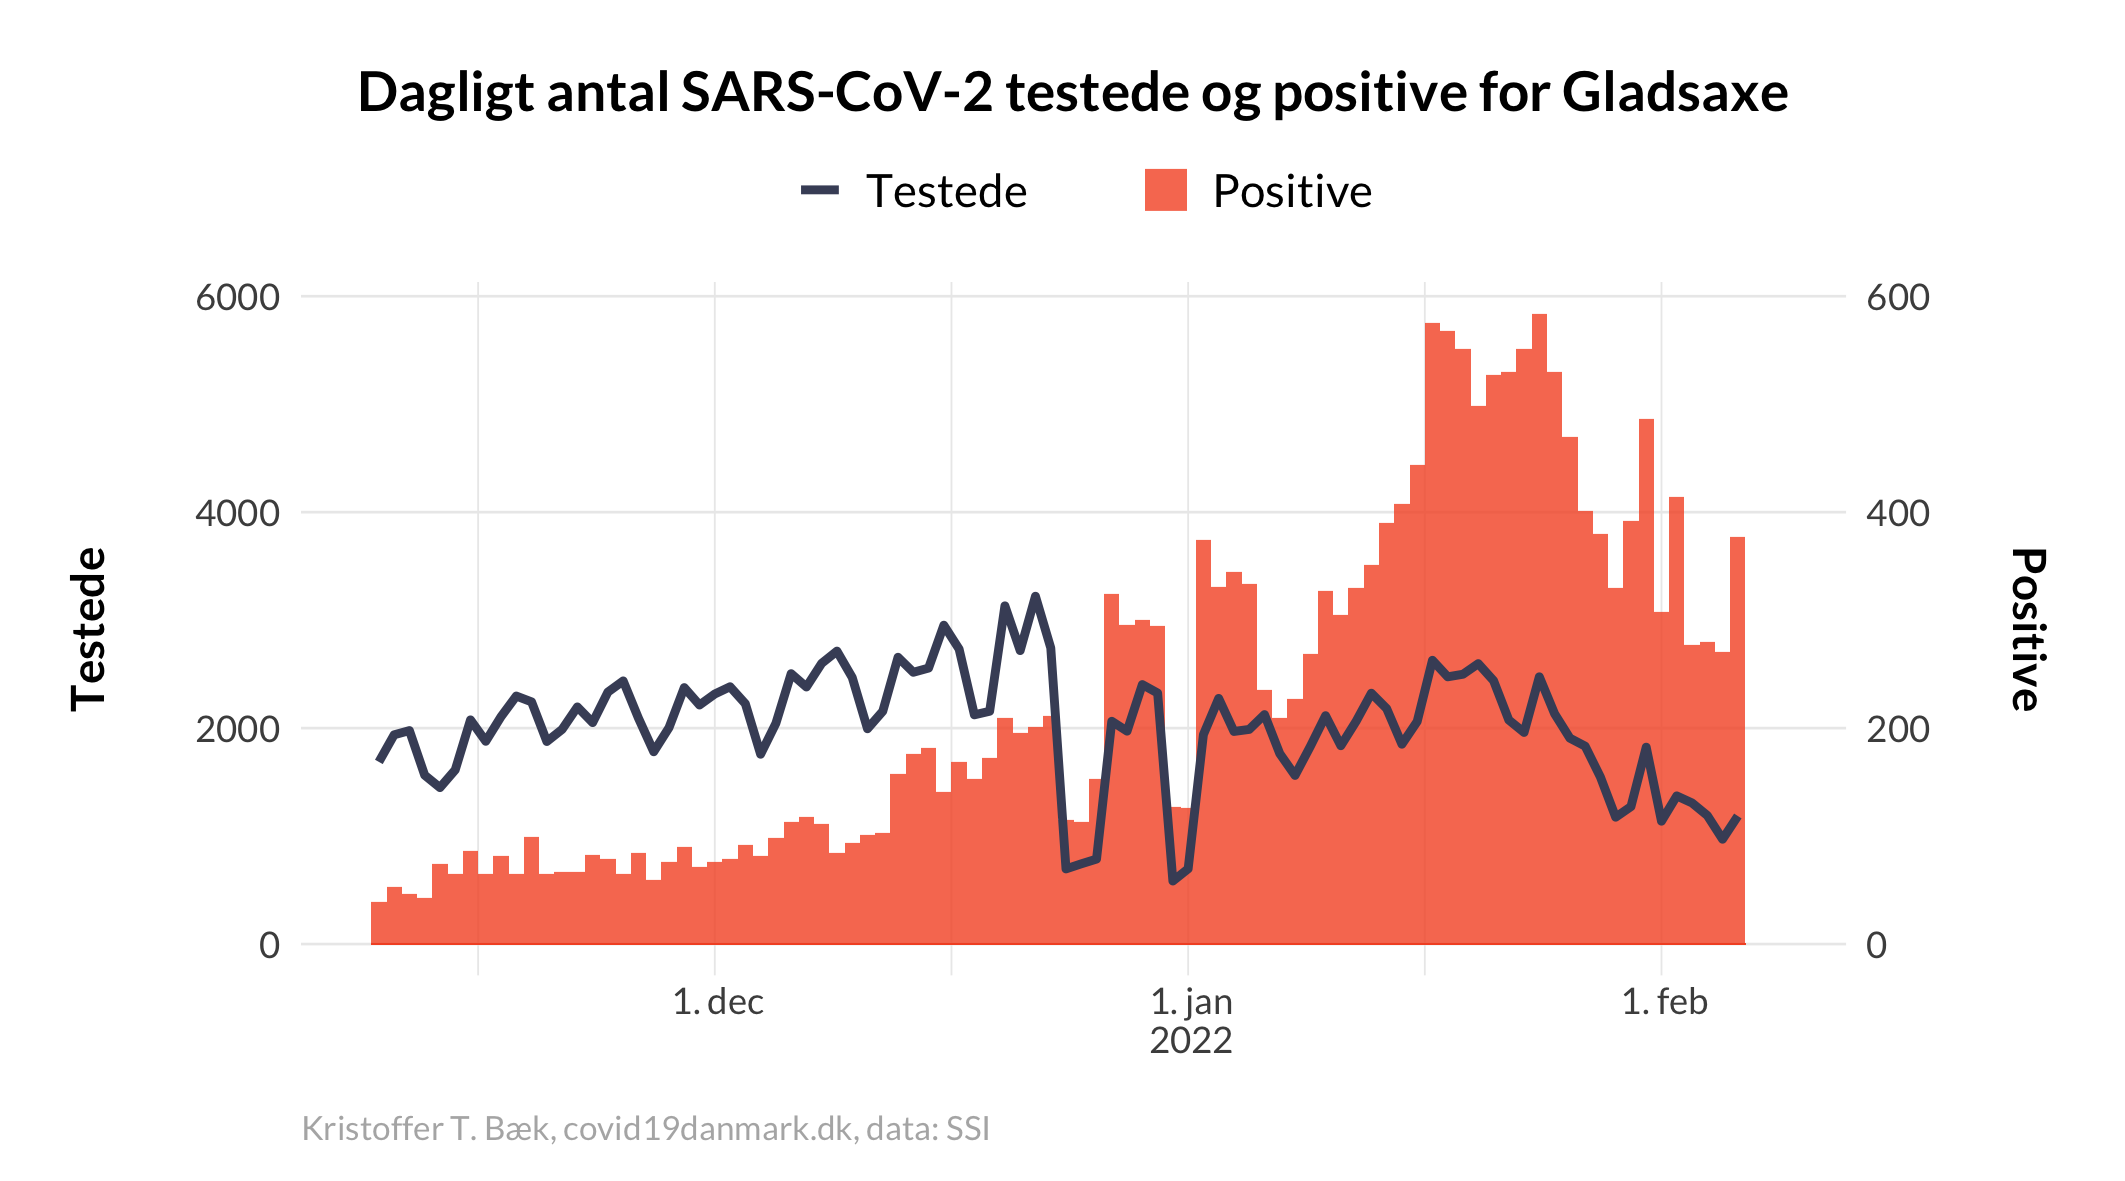 Dagligt antal SARS-CoV-2 testede og positive for Gladsaxe
Testede
Positive
6000
4000
2000
0
Testede
600
400
200
0
Positive
1. dec
1. jan
2022
1. feb
Kristoffer T. Bæk, covid19danmark.dk, data: SSI